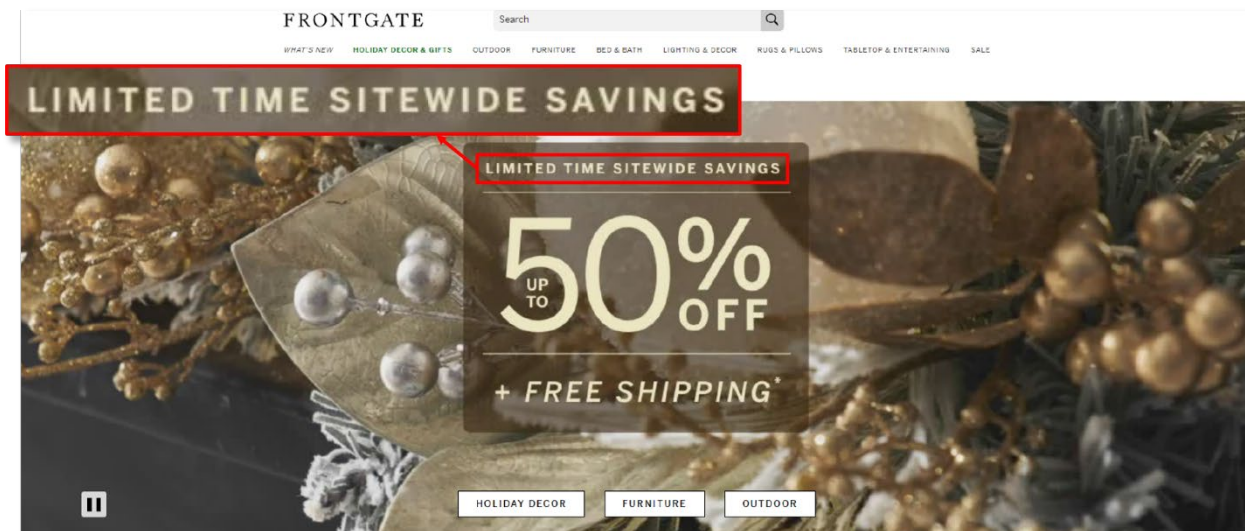 FRONTGATE
Search
WHAT'S NEW HOLIDAY DECOR & GIFTS OUTDOOR FURNITURE BED & BATH LIGHTING & DECOR RUGS & PILLOWS TABLETOP & ENTERTAINING SALE
LIMITED TIME SITEWIDE SAVINGS
LIMITED TIME SITEWIDE SAVINGS
UP TO 50% OFF
+ FREE SHIPPING*
HOLIDAY DECOR FURNITURE OUTDOOR